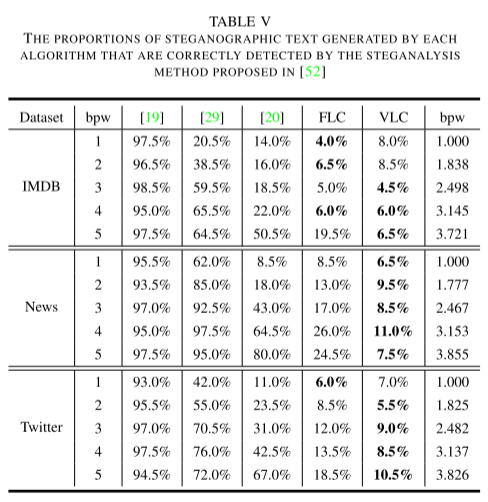 TABLE V
THE PROPORTIONS OF STEGANOGRAPHIC TEXT GENERATED BY EACH
ALGORITHM THAT ARE CORRECTLY DETECTED BY THE STEGANALYSIS
METHOD PROPOSED IN [52]
Dataset bpw [19] [29] [20] FLC VLC bpw
1 97.5% 20.5% 14.0% 4.0% 8.0% 1.000
2 96.5% 38.5% 16.0% 6.5% 8.5% 1.838
IMDB 3 98.5% 59.5% 18.5% 5.0% 4.5% 2.498
4 95.0% 65.5% 22.0% 6.0% 6.0% 3.145
5 97.5% 64.5% 50.5% 19.5% 6.5% 3.721
1 95.5% 62.0% 8.5% 8.5% 6.5% 1.000
2 93.5% 85.0% 18.0% 13.0% 9.5% 1.777
News 3 97.0% 92.5% 43.0% 17.0% 8.5% 2.467
4 95.0% 97.5% 64.5% 26.0% 11.0% 3.153
5 97.5% 95.0% 80.0% 24.5% 7.5% 3.855
1 93.0% 42.0% 11.0% 6.0% 7.0% 1.000
2 95.5% 55.0% 23.5% 8.5% 5.5% 1.825
Twitter 3 97.0% 70.5% 31.0% 12.0% 9.0% 2.482
4 97.5% 76.0% 42.5% 13.5% 8.5% 3.137
5 94.5% 72.0% 67.0% 18.5% 10.5% 3.826